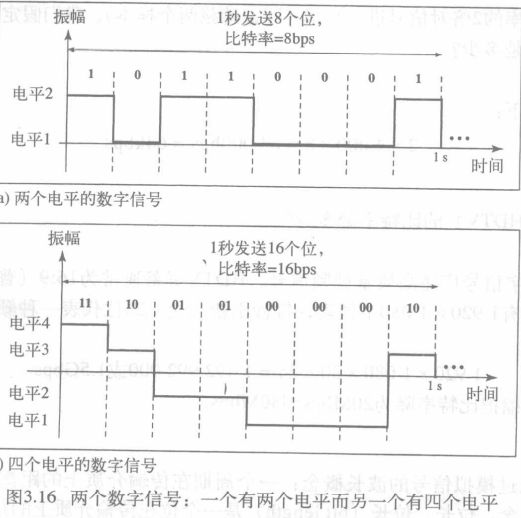 振幅
1秒发送8个位,
比特率=8bps
1 0 1 1 0 0 0 1
电平2
电平1
...
1 s
时间
a) 两个电平的数字信号
振幅
1秒发送16个位,
比特率=16bps
11 10 01 01 00 00 00 10
电平4
电平3
...
1 s
电平2
时间
电平1
) 四个电平的数字信号
图3.16 两个数字信号:一个有两个电平而另一个有四个电平